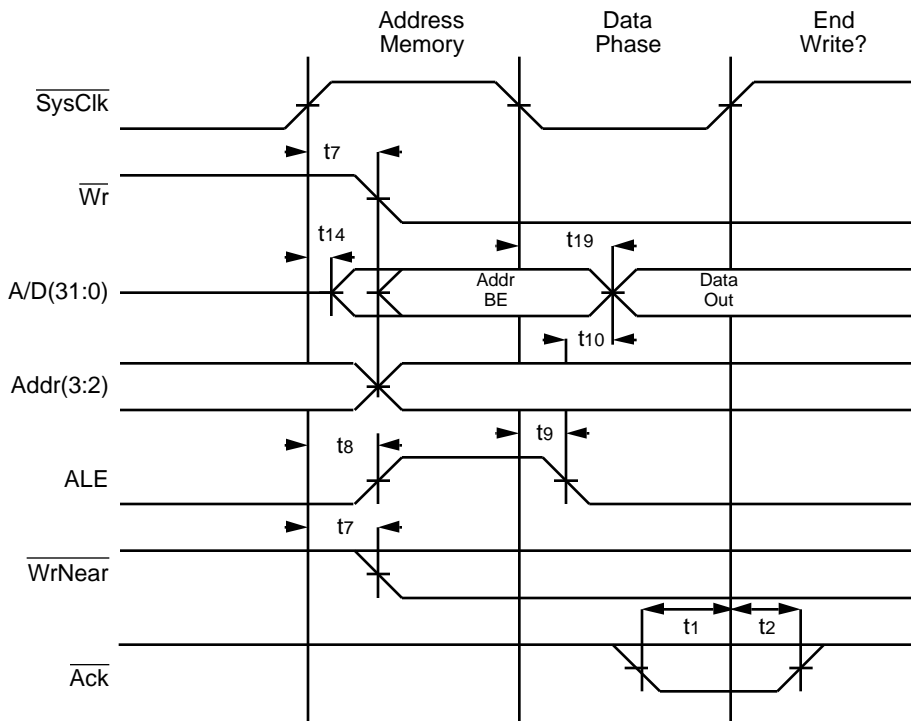 Address
Memory
Data
Phase
End
Write?
SysClk
t7
Wr
t14
t19
A/D(31:0)
Addr
BE
Data
Out
t10
Addr(3:2)
t8
t9
ALE
t7
WrNear
t1
t2
Ack